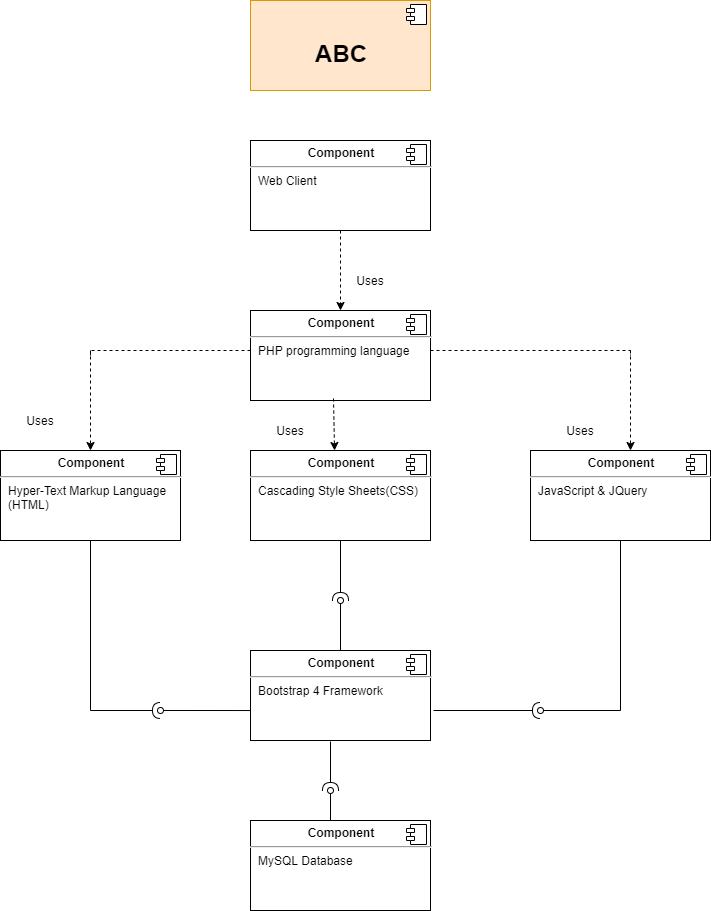 ABC
Component
Web Client
Uses
Component
PHP programming language
Uses
Uses
Uses
Component
Hyper-Text Markup Language
(HTML)
Component
Cascading Style Sheets(CSS)
Component
JavaScript & JQuery
Component
Bootstrap 4 Framework
Component
MySQL Database